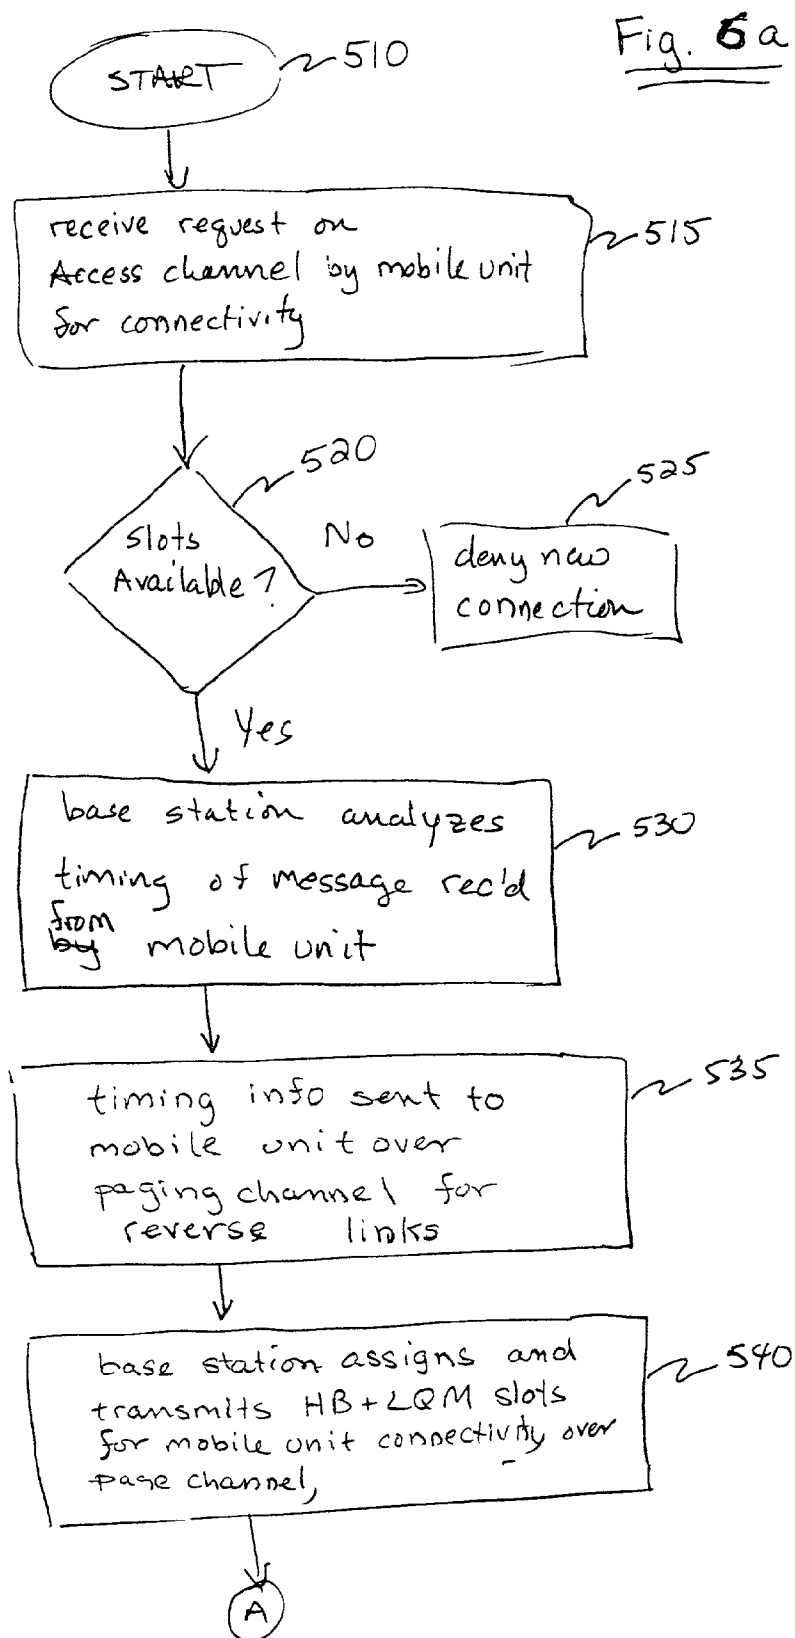 Fig. 6a
START
510
receive request on
Access channel by mobile unit
for connectivity
515
520
Slots
Available?
No
525
deny new
connection
Yes
base station analyzes
timing of message rec'd
from
by mobile unit
530
timing info sent to
mobile unit over
paging channel for
reverse links
535
base station assigns and
transmits HB+LQM slots
for mobile unit connectivity over
page channel,
540
A